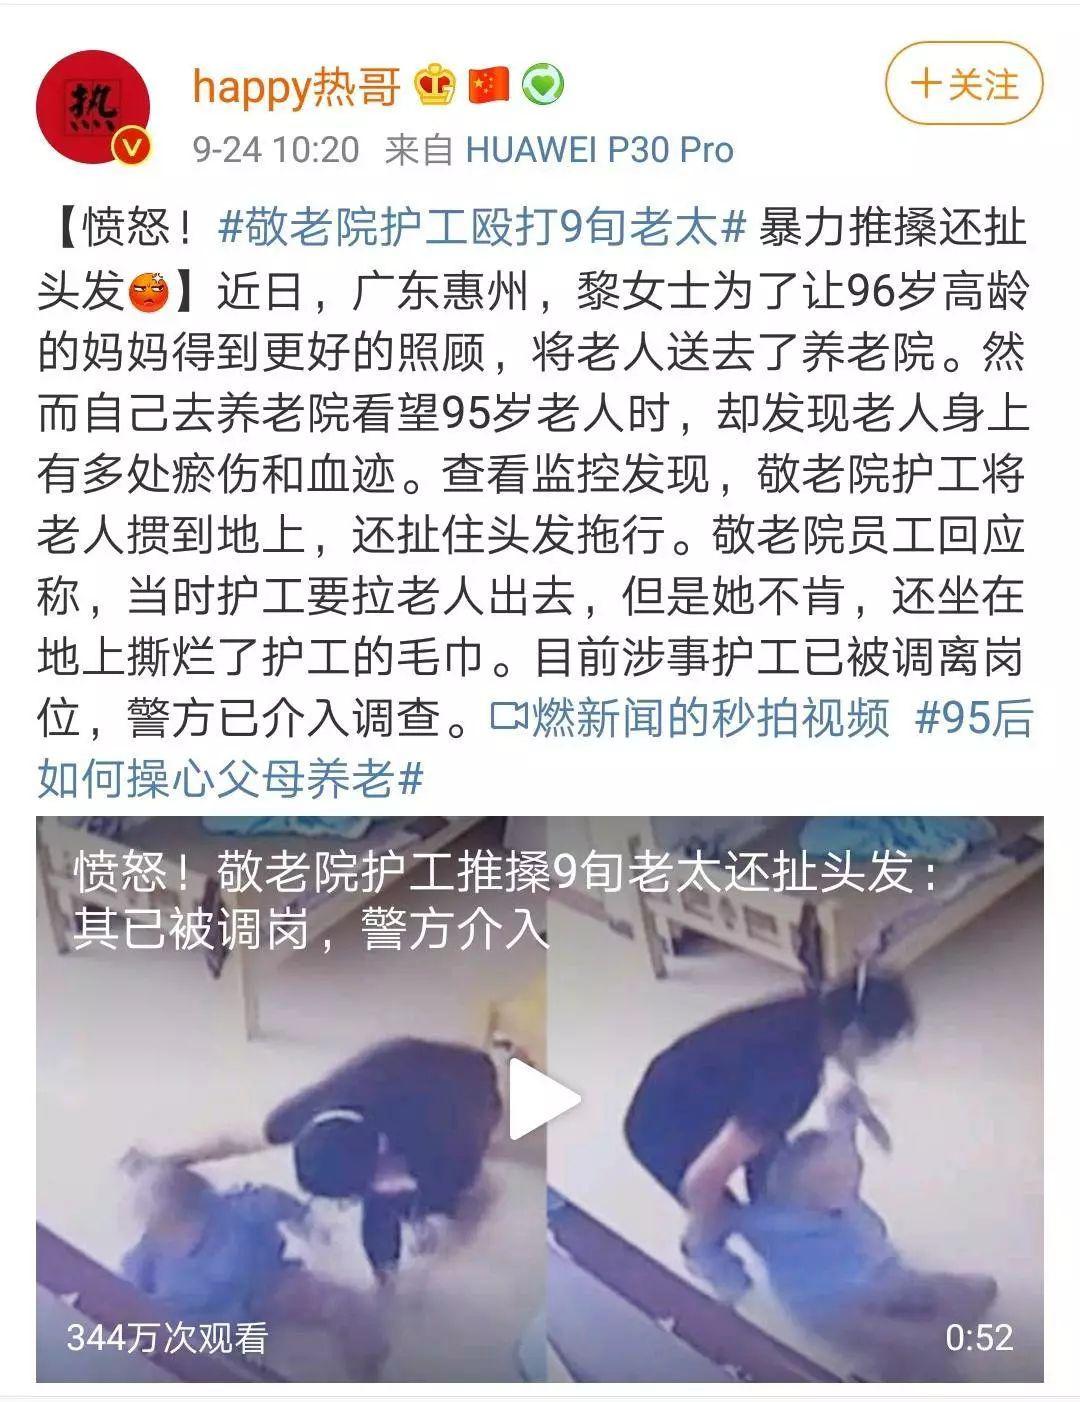 热
V
happy热哥
+关注
9-24 10:20 来自 HUAWEI P30 Pro
【愤怒！#敬老院护工殴打9旬老太# 暴力推搡还扯
头发】近日，广东惠州，黎女士为了让96岁高龄
的妈妈得到更好的照顾，将老人送去了养老院。然
而自己去养老院看望95岁老人时，却发现老人身上
有多处瘀伤和血迹。查看监控发现，敬老院护工将
老人掼到地上，还扯住头发拖行。敬老院员工回应
称，当时护工要拉老人出去，但是她不肯，还坐在
地上撕烂了护工的毛巾。目前涉事护工已被调离岗
位，警方已介入调查。燃新闻的秒拍视频 #95后
如何操心父母养老#
愤怒！敬老院护工推搡9旬老太还扯头发：
其已被调岗，警方介入
344万次观看
0:52